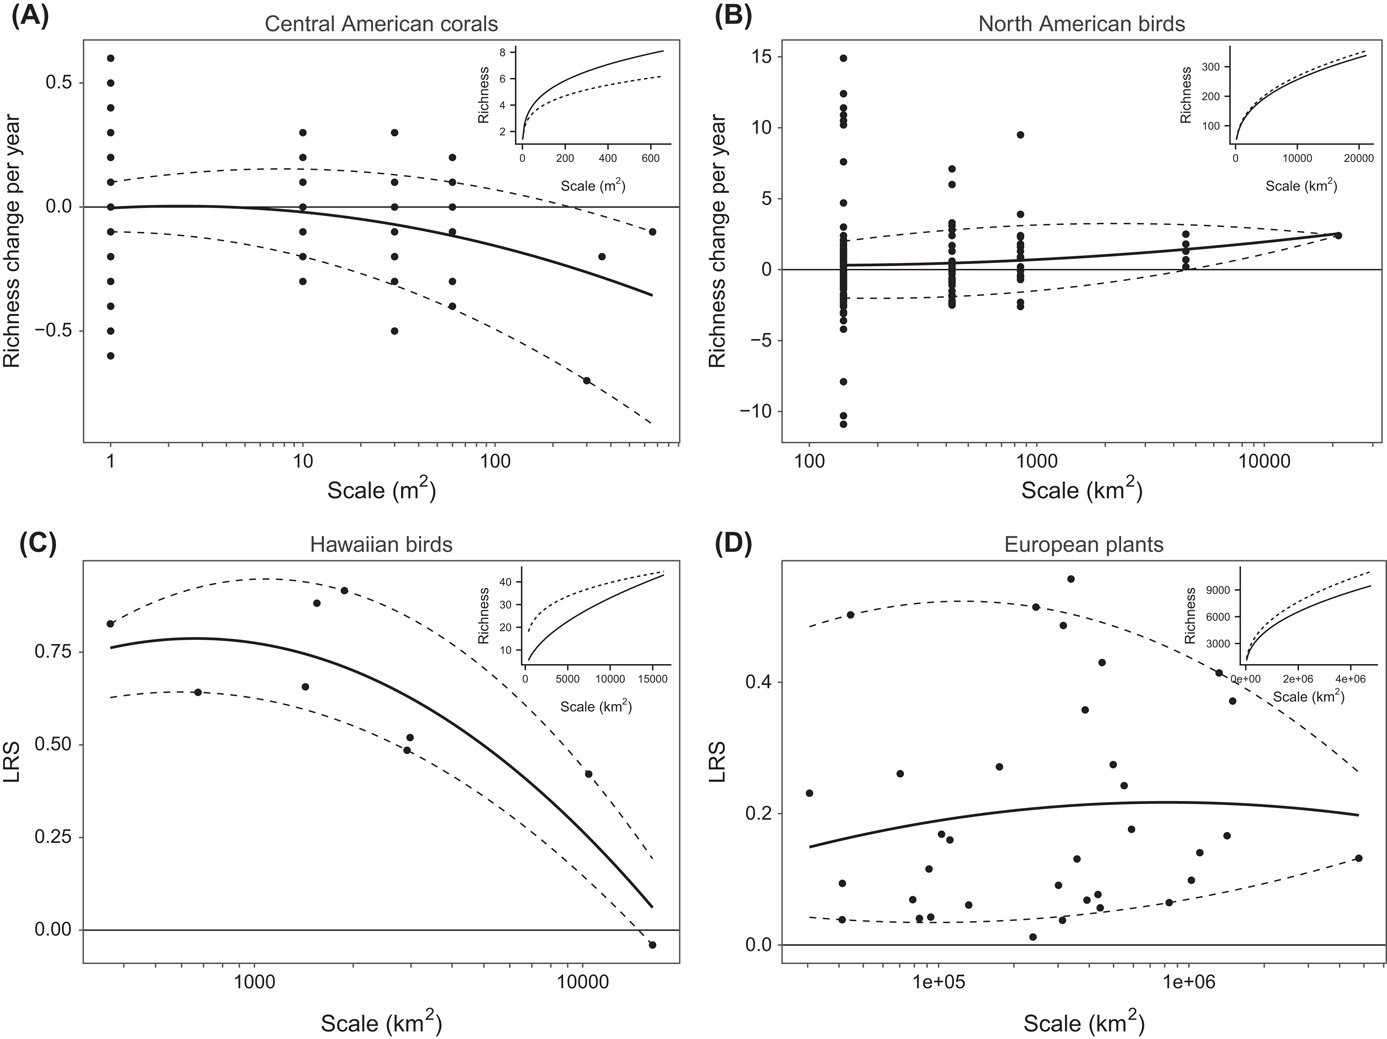 (A)
Central American corals
Richness change per year
0.5
0.0
−0.5
1
10
100
Scale (m²)
Richness
8
6
4
2
0
200
400
600
Scale (m²)
(B)
North American birds
Richness change per year
15
10
5
0
−5
−10
100
1000
10000
Scale (km²)
Richness
300
200
100
0
10000
20000
Scale (km²)
(C)
Hawaiian birds
LRS
0.75
0.50
0.25
0.00
1000
10000
Scale (km²)
Richness
40
30
20
10
0
5000
10000
15000
Scale (km²)
(D)
European plants
LRS
0.4
0.2
0.0
1e+05
1e+06
Scale (km²)
Richness
9000
6000
3000
0e+00
2e+06
4e+06
Scale (km²)